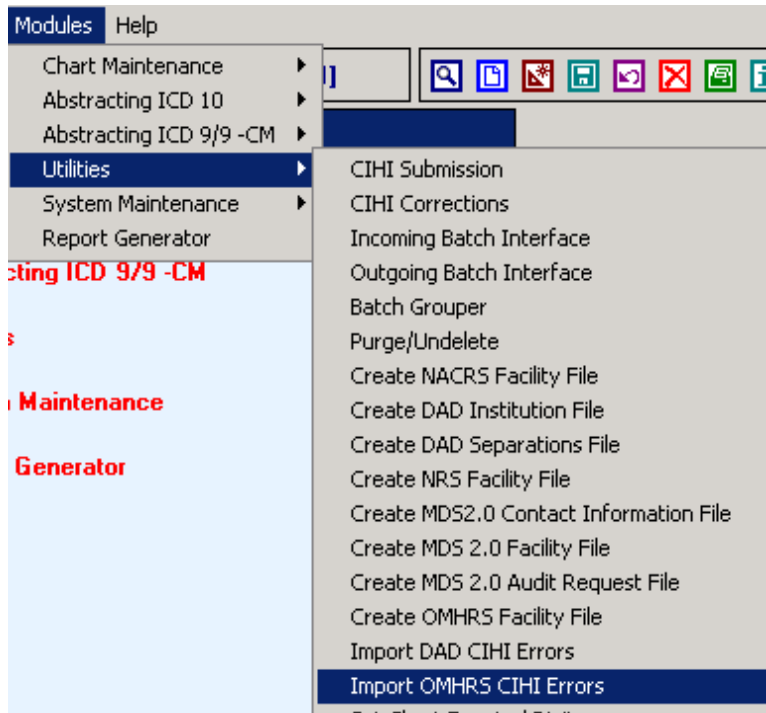 Modules Help
Chart Maintenance
Abstracting ICD 10
Abstracting ICD 9/9 -CM
Utilities
System Maintenance
Report Generator
cting ICD 9/9 -CM
s
Maintenance
Generator
CIHI Submission
CIHI Corrections
Incoming Batch Interface
Outgoing Batch Interface
Batch Grouper
Purge/Undelete
Create NACRS Facility File
Create DAD Institution File
Create DAD Separations File
Create NRS Facility File
Create MDS2.0 Contact Information File
Create MDS 2.0 Facility File
Create MDS 2.0 Audit Request File
Create OMHRS Facility File
Import DAD CIHI Errors
Import OMHRS CIHI Errors